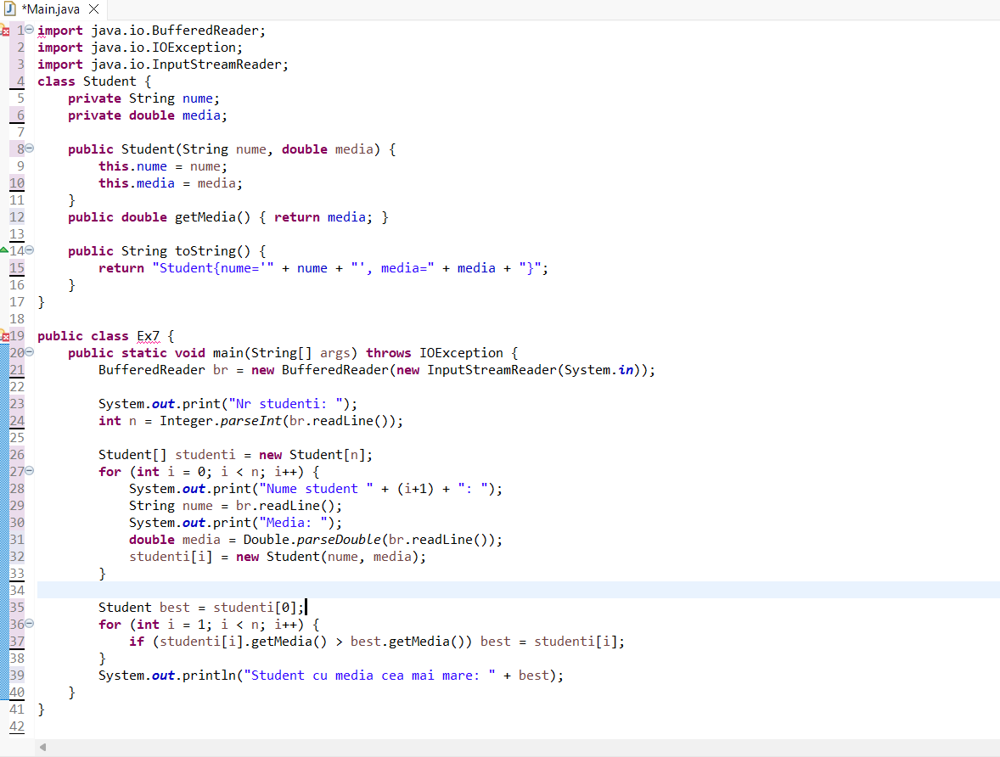 *Main.java
1 import java.io.BufferedReader;
2 import java.io.IOException;
3 import java.io.InputStreamReader;
4 class Student {
5     private String nume;
6     private double media;
7
8     public Student(String nume, double media) {
9         this.nume = nume;
10         this.media = media;
11     }
12     public double getMedia() { return media; }
13
14     public String toString() {
15         return "Student{nume='" + nume + "', media=" + media + "}";
16     }
17 }
18
19 public class Ex7 {
20     public static void main(String[] args) throws IOException {
21         BufferedReader br = new BufferedReader(new InputStreamReader(System.in));
22
23         System.out.print("Nr studenti: ");
24         int n = Integer.parseInt(br.readLine());
25
26         Student[] studenti = new Student[n];
27         for (int i = 0; i < n; i++) {
28             System.out.print("Nume student " + (i+1) + ": ");
29             String nume = br.readLine();
30             System.out.print("Media: ");
31             double media = Double.parseDouble(br.readLine());
32             studenti[i] = new Student(nume, media);
33         }
34
35         Student best = studenti[0];
36         for (int i = 1; i < n; i++) {
37             if (studenti[i].getMedia() > best.getMedia()) best = studenti[i];
38         }
39         System.out.println("Student cu media cea mai mare: " + best);
40     }
41 }
42